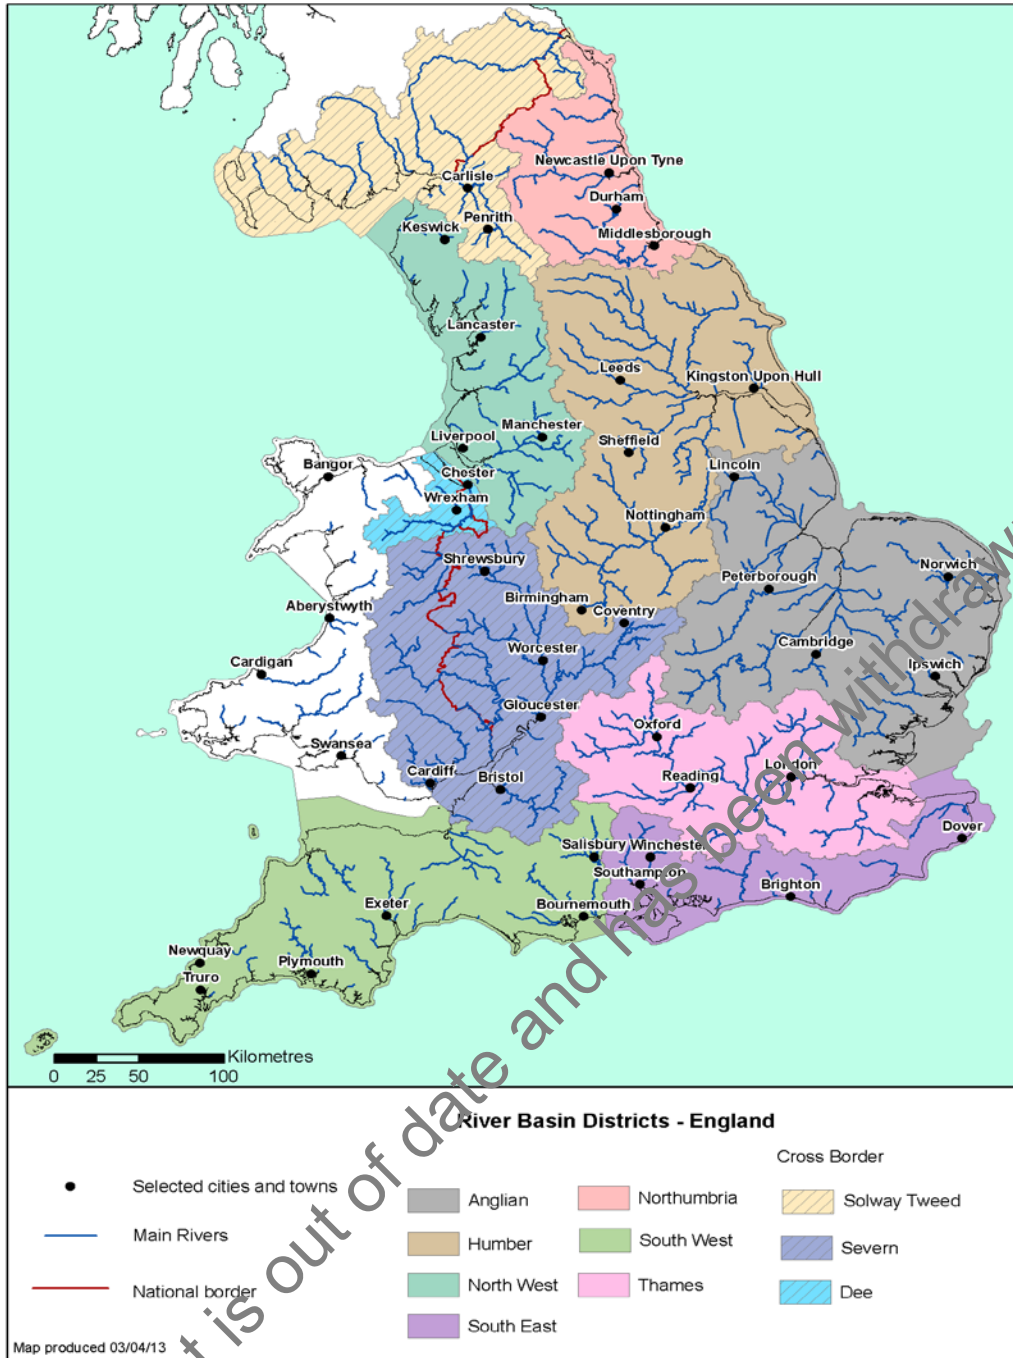 Newcastle Upon Tyne
Carlisle
Durham
Penrith
Keswick
Middlesborough
Lancaster
Leeds
Kingston Upon Hull
Manchester
Liverpool
Sheffield
Bangor
Chester
Lincoln
Wrexham
Nottingham
Shrewsbury
Norwich
Peterborough
Birmingham
Aberystwyth
Coventry
Cambridge
Worcester
Cardigan
Ipswich
Gloucester
Oxford
Swansea
London
Cardiff
Bristol
Reading
Dover
Salisbury
Winchester
Southampton
Brighton
Exeter
Bournemouth
Newquay
Plymouth
Truro
Kilometres
0 25 50 100
River Basin Districts - England
Cross Border
Selected cities and towns
Main Rivers
National border
Anglian
Humber
North West
South East
Northumbria
South West
Thames
Solway Tweed
Severn
Dee
Map produced 03/04/13
t is out of date and has been withdraw